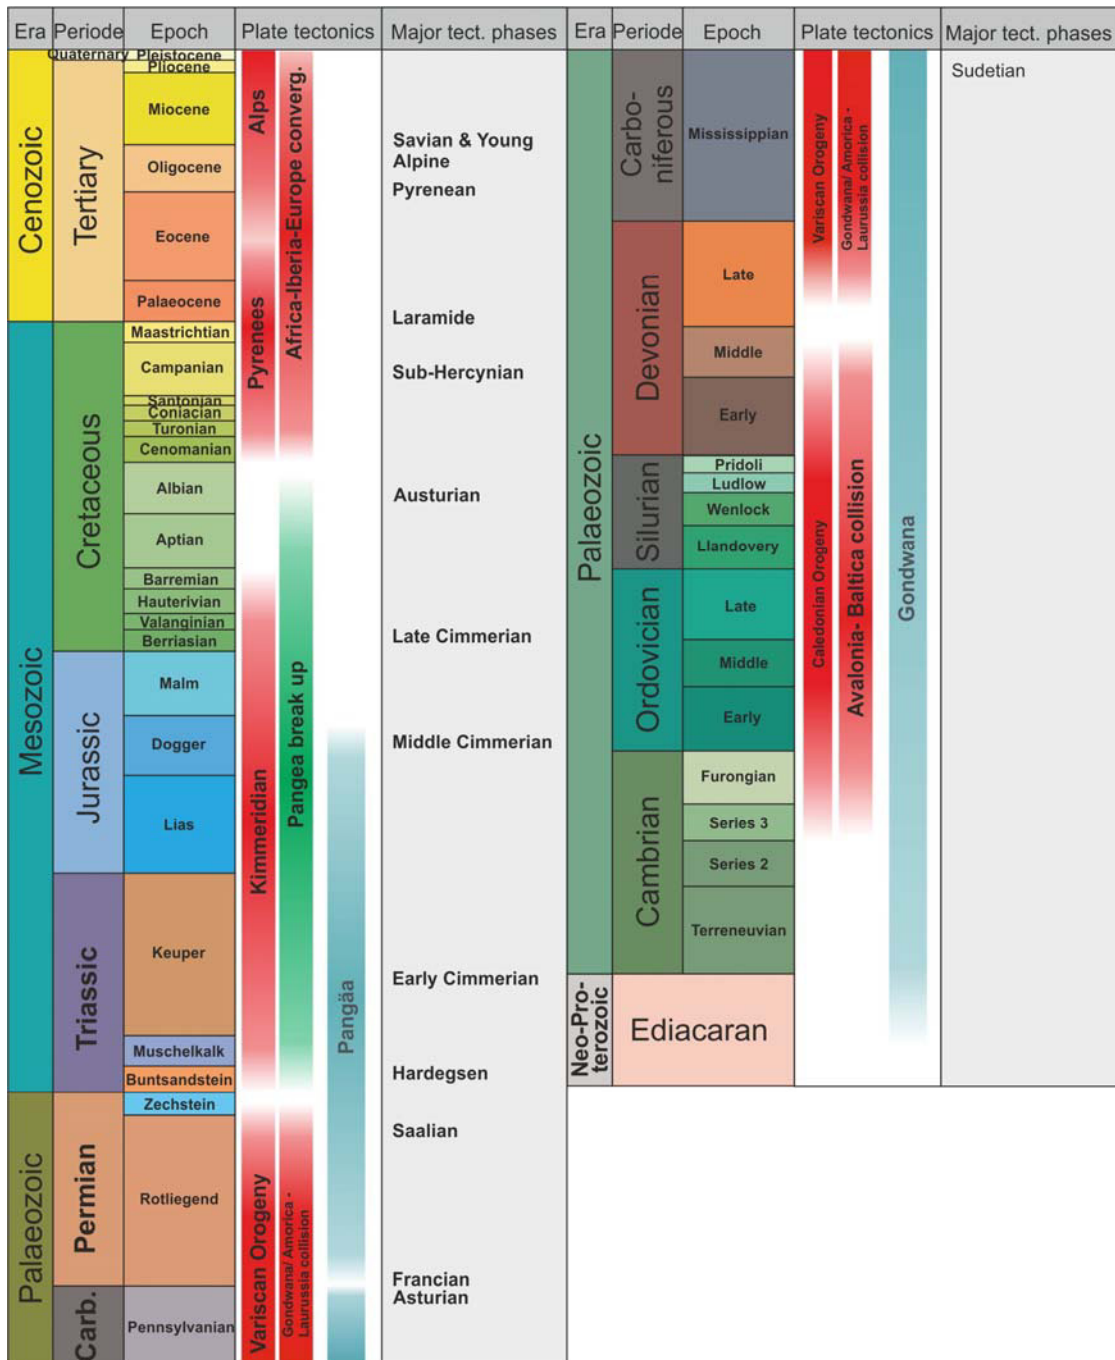 Era
Periode
Epoch
Plate tectonics
Major tect. phases
Cenozoic
Quaternary
Tertiary
Pleistocene
Pliocene
Miocene
Oligocene
Eocene
Palaeocene
Alps
Pyrenees
Africa-Iberia-Europe converg.
Savian & Young
Alpine
Pyrenean
Laramide
Mesozoic
Cretaceous
Maastrichtian
Campanian
Santonian
Coniacian
Turonian
Cenomanian
Albian
Aptian
Barremian
Hauterivian
Valanginian
Berriasian
Sub-Hercynian
Austurian
Late Cimmerian
Jurassic
Malm
Dogger
Lias
Kimmeridian
Pangea break up
Pangäa
Middle Cimmerian
Triassic
Keuper
Muschelkalk
Buntsandstein
Early Cimmerian
Hardegsen
Palaeozoic
Permian
Zechstein
Rotliegend
Saalian
Carb.
Pennsylvanian
Variscan Orogeny
Gondwana/ Amorica -
Laurussia collision
Francian
Asturian
Era
Periode
Epoch
Plate tectonics
Major tect. phases
Palaeozoic
Carbo-
niferous
Mississippian
Variscan Orogeny
Gondwana/ Amorica -
Laurussia collision
Sudetian
Devonian
Late
Middle
Early
Silurian
Pridoli
Ludlow
Wenlock
Llandovery
Ordovician
Late
Middle
Early
Caledonian Orogeny
Avalonia- Baltica collision
Gondwana
Cambrian
Furongian
Series 3
Series 2
Terreneuvian
Neo-Pro-
terozoic
Ediacaran